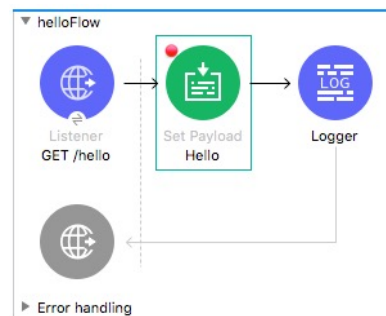 helloFlow
LOG
Listener
Set Payload
Logger
GET /hello
Hello
Error handling